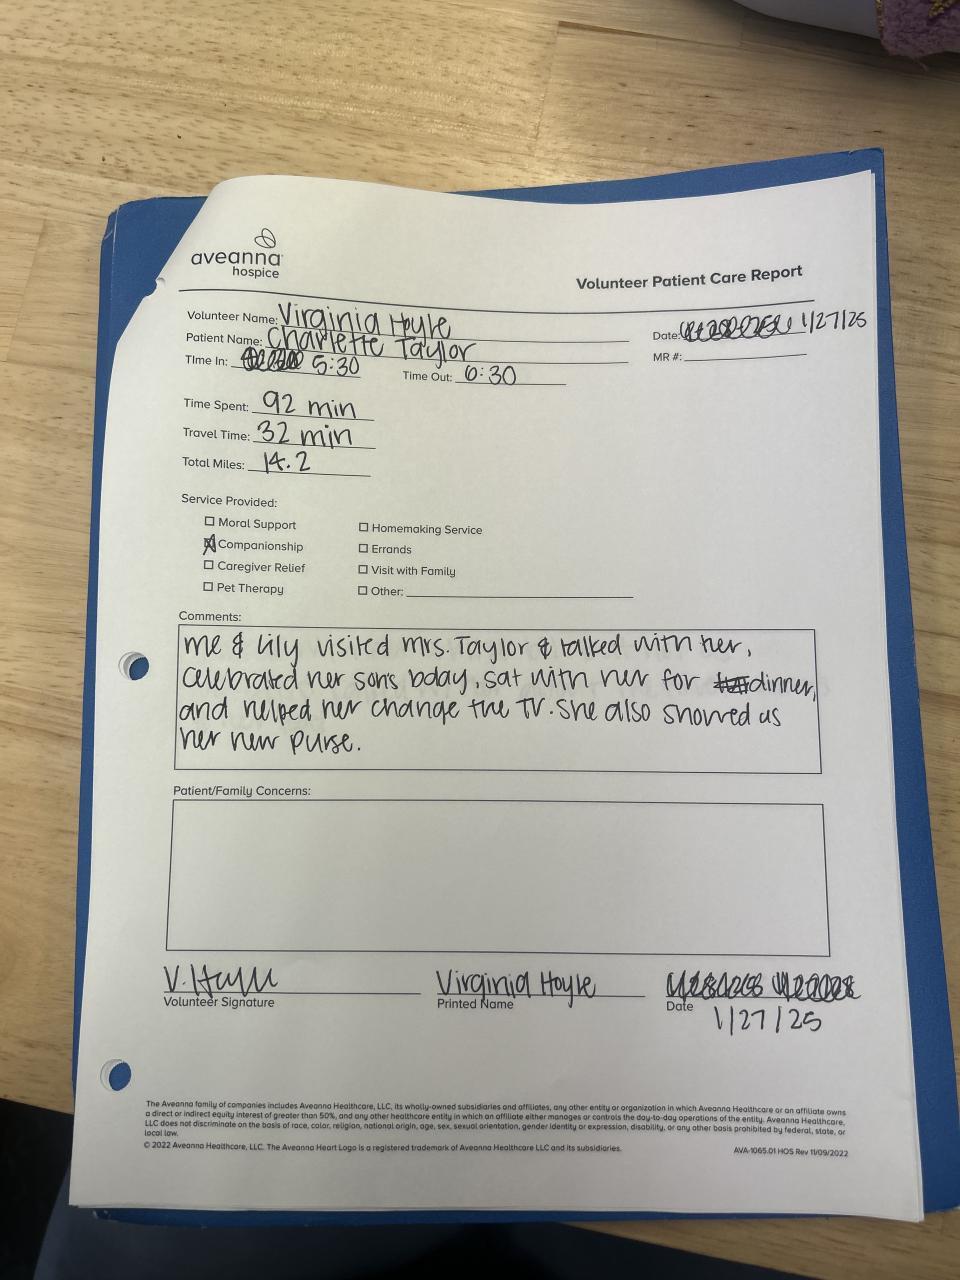 aveanna
hospice
Volunteer Patient Care Report
Volunteer Name: Virginia Hoyle
Date: 1/27/25
Patient Name: Charlette Taylor
MR #:
Time In: 5:30
Time Out: 6:30
Time Spent: 92 min
Travel Time: 32 min
Total Miles: 14.2
Service Provided:
Moral Support
Homemaking Service
Companionship
Errands
Caregiver Relief
Visit with Family
Pet Therapy
Other:
Comments:
me & Lily visited Mrs. Taylor & talked with her,
celebrated her son's bday, sat with her for dinner,
and helped her change the TV. She also showed us
her new purse.
Patient/Family Concerns:
V. Hoyle
Virginia Hoyle
Volunteer Signature
Printed Name
Date
1/27/25
The Aveanna family of companies includes Aveanna Healthcare, LLC, its wholly-owned subsidiaries and affiliates, any other entity or organization in which Aveanna Healthcare or an affiliate owns
a direct or indirect equity interest of greater than 50%, and any other healthcare entity in which an affiliate either manages or controls the day-to-day operations of the entity. Aveanna Healthcare,
LLC does not discriminate on the basis of race, color, religion, national origin, age, sex, sexual orientation, gender identity or expression, disability, or any other basis prohibited by federal, state, or
local law.
© 2022 Aveanna Healthcare, LLC. The Aveanna Heart Logo is a registered trademark of Aveanna Healthcare LLC and its subsidiaries.
AVA-1065.01 HOS Rev 11/09/2022